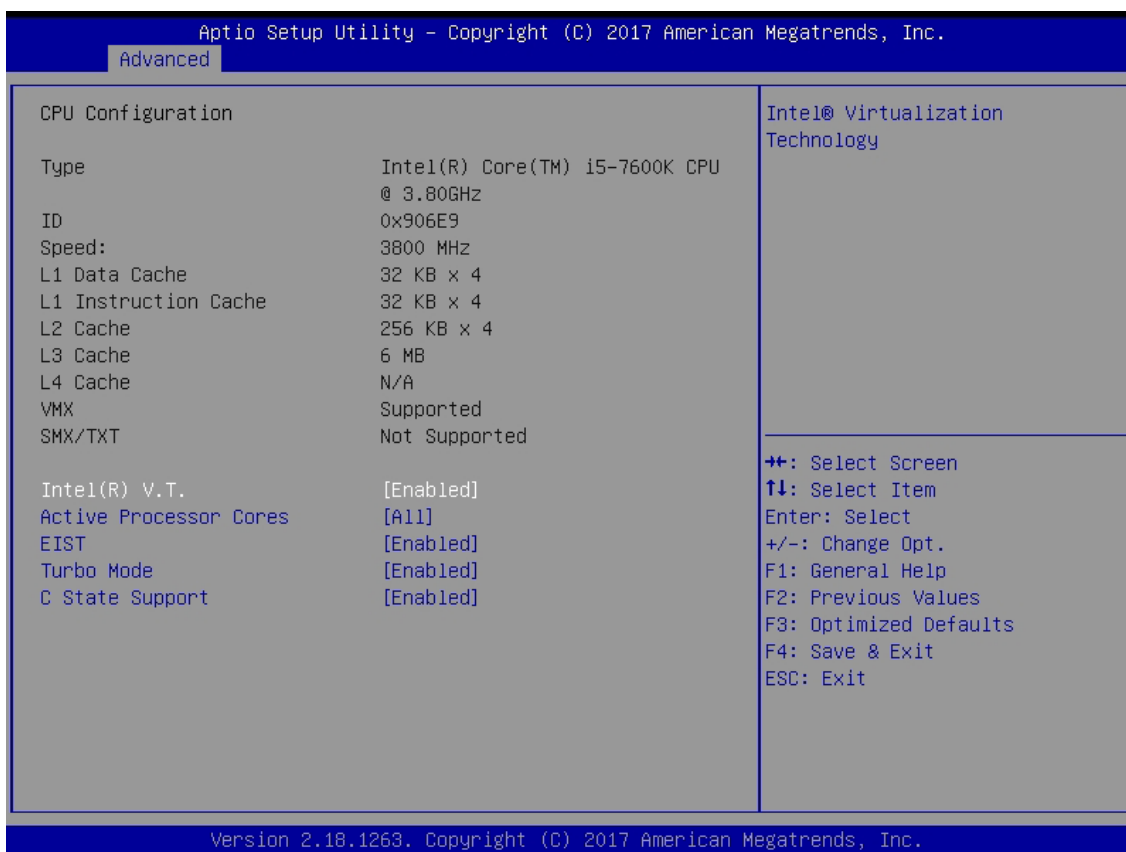 Aptio Setup Utility – Copyright (C) 2017 American Megatrends, Inc.
Advanced
CPU Configuration
Type Intel(R) Core(TM) i5-7600K CPU
@ 3.80GHz
ID 0x906E9
Speed: 3800 MHz
L1 Data Cache 32 KB x 4
L1 Instruction Cache 32 KB x 4
L2 Cache 256 KB x 4
L3 Cache 6 MB
L4 Cache N/A
VMX Supported
SMX/TXT Not Supported
Intel(R) V.T. [Enabled]
Active Processor Cores [All]
EIST [Enabled]
Turbo Mode [Enabled]
C State Support [Enabled]
Intel® Virtualization
Technology
→←: Select Screen
↑↓: Select Item
Enter: Select
+/-: Change Opt.
F1: General Help
F2: Previous Values
F3: Optimized Defaults
F4: Save & Exit
ESC: Exit
Version 2.18.1263. Copyright (C) 2017 American Megatrends, Inc.